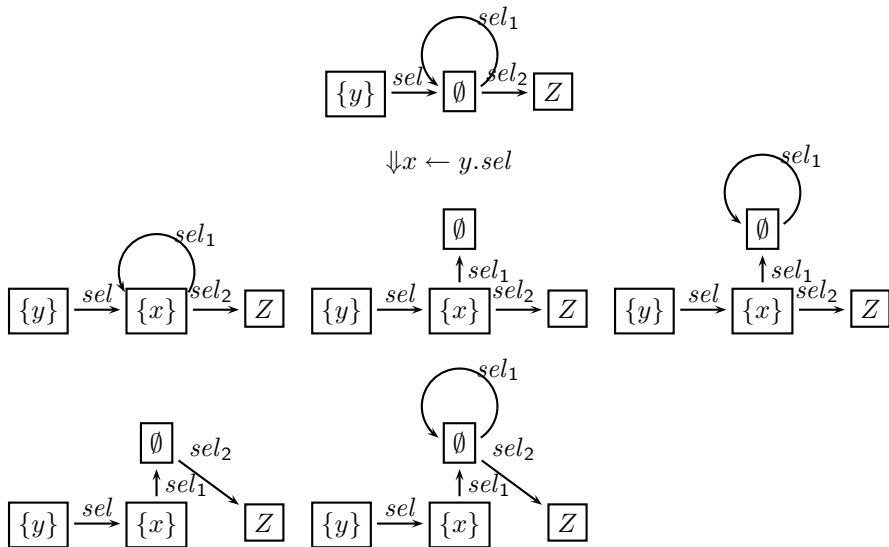 sel₁
{y} sel ∅ sel₂ Z
⇓x ← y.sel
sel₁
∅
∅
sel₁
sel₁
sel₁
{y} sel {x} sel₂ Z
{y} sel {x} sel₂ Z
{y} sel {x} sel₂ Z
sel₁
∅ sel₂
∅ sel₂
sel₁
sel₁
{y} sel {x} Z
{y} sel {x} Z